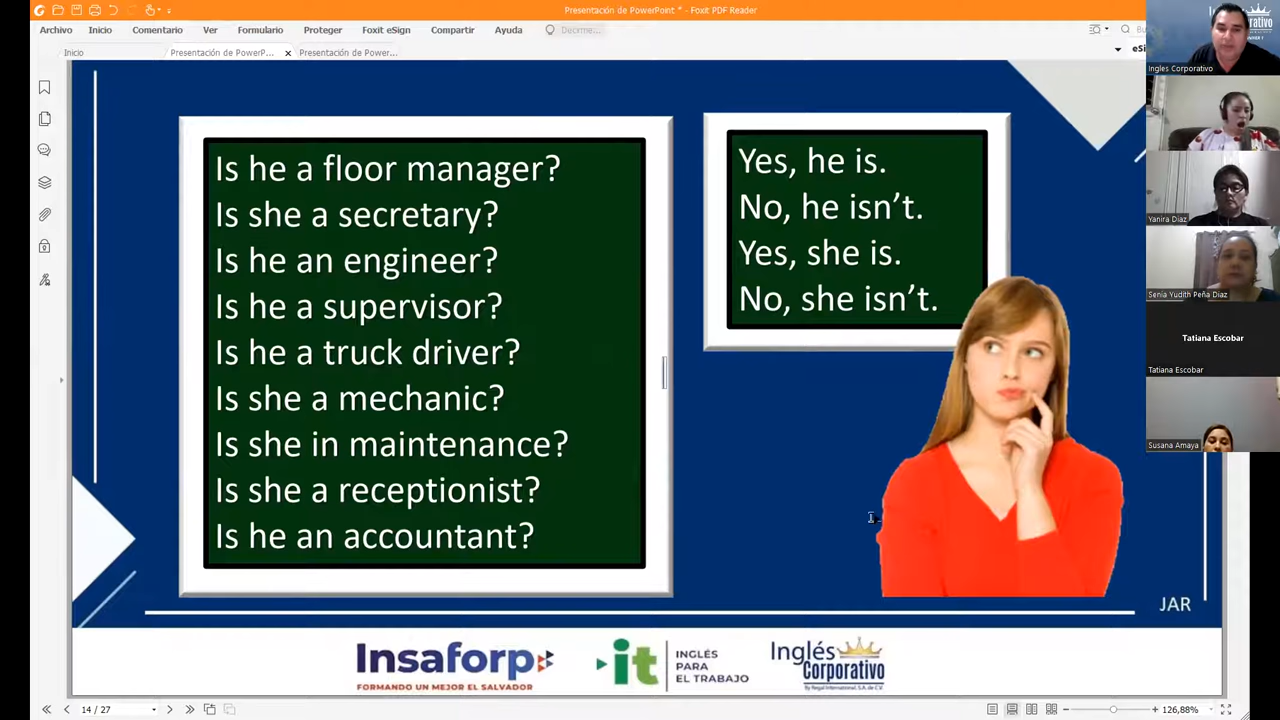 Presentación de PowerPoint * - Foxit PDF Reader
Archivo Inicio Comentario Ver Formulario Proteger Foxit eSign Compartir Ayuda Decirme...
Inicio Presentación de PowerP... Presentación de Power...
Is he a floor manager?
Is she a secretary?
Is he an engineer?
Is he a supervisor?
Is he a truck driver?
Is she a mechanic?
Is she in maintenance?
Is she a receptionist?
Is he an accountant?
Yes, he is.
No, he isn't.
Yes, she is.
No, she isn't.
JAR
Insaforp
FORMANDO UN MEJOR EL SALVADOR
it
INGLÉS
PARA
EL TRABAJO
Inglés
Corporativo
By Regal International, S.A. de C.V.
Ingles Corporativo
Yanira Diaz
Senia Yudith Peña Diaz
Tatiana Escobar
Tatiana Escobar
Susana Amaya
14 / 27
126,88%